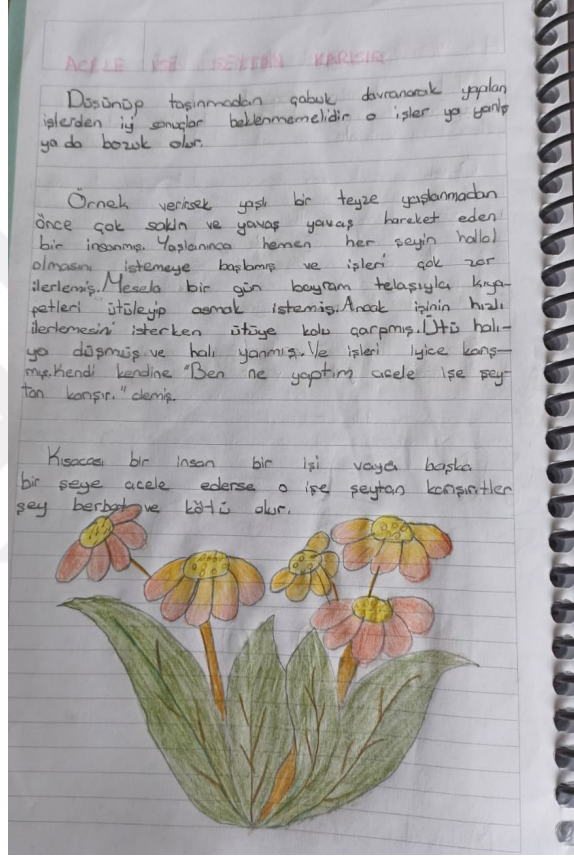 ACELE İŞE ŞEYTAN KARIŞIR
Düşünüp taşınmadan çabuk davranarak yapılan
işlerden iyi sonuçlar beklenmemelidir o işler ya yanlış
ya da bozuk olur.
Örnek verirsek yaşlı bir teyze yaşlanmadan
önce çok sakin ve yavaş yavaş hareket eden
bir insanmış. Yaşlanınca hemen her şeyin hallol
olmasını istemeye başlamış ve işleri çok zor
ilerlemiş. Mesela bir gün bayram telaşıyla kıya-
petleri ütüleyip asmak istemiş. Ancak işinin hızlı
ilerlemesini isterken ütüye kolu çarpmış. Ütü halı-
ya düşmüş ve halı yanmış. Ve işleri iyice karış-
mış. Kendi kendine "Ben ne yaptım acele işe şey-
tan karışır." demiş.
Kısacası bir insan bir işi vaya başka
bir şeye acele ederse o işe şeytan karışır
şey berbat ve kötü olur.